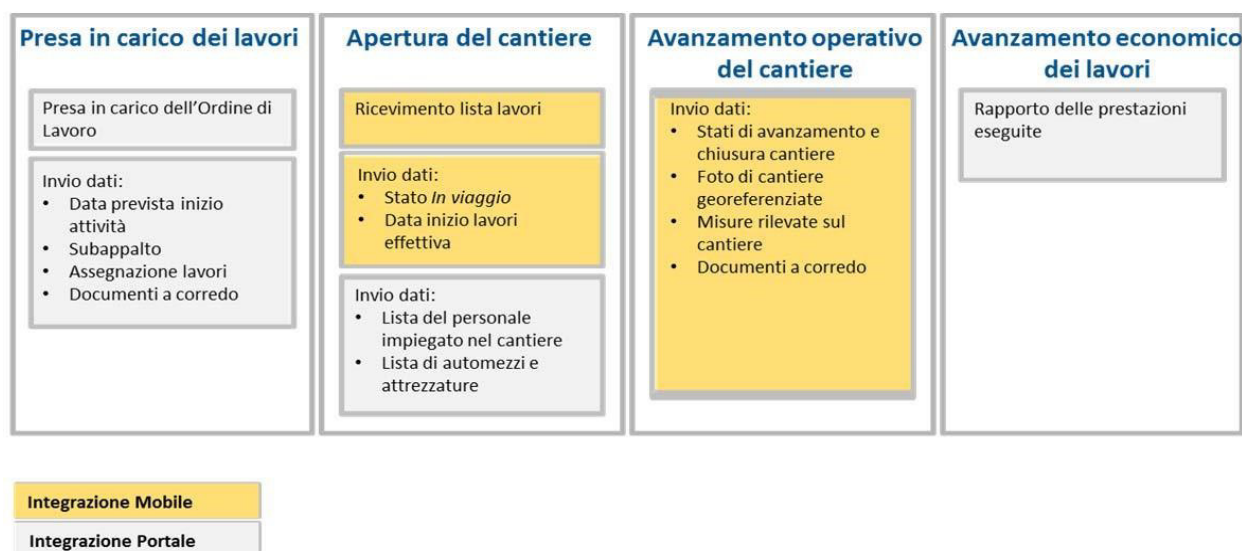 Presa in carico dei lavori
Presa in carico dell'Ordine di
Lavoro
Invio dati:
• Data prevista inizio
attività
• Subappalto
• Assegnazione lavori
• Documenti a corredo
Apertura del cantiere
Ricevimento lista lavori
Invio dati:
• Stato In viaggio
• Data inizio lavori
effettiva
Invio dati:
• Lista del personale
impiegato nel cantiere
• Lista di automezzi e
attrezzature
Avanzamento operativo
del cantiere
Invio dati:
• Stati di avanzamento e
chiusura cantiere
• Foto di cantiere
georeferenziate
• Misure rilevate sul
cantiere
• Documenti a corredo
Avanzamento economico
dei lavori
Rapporto delle prestazioni
eseguite
Integrazione Mobile
Integrazione Portale